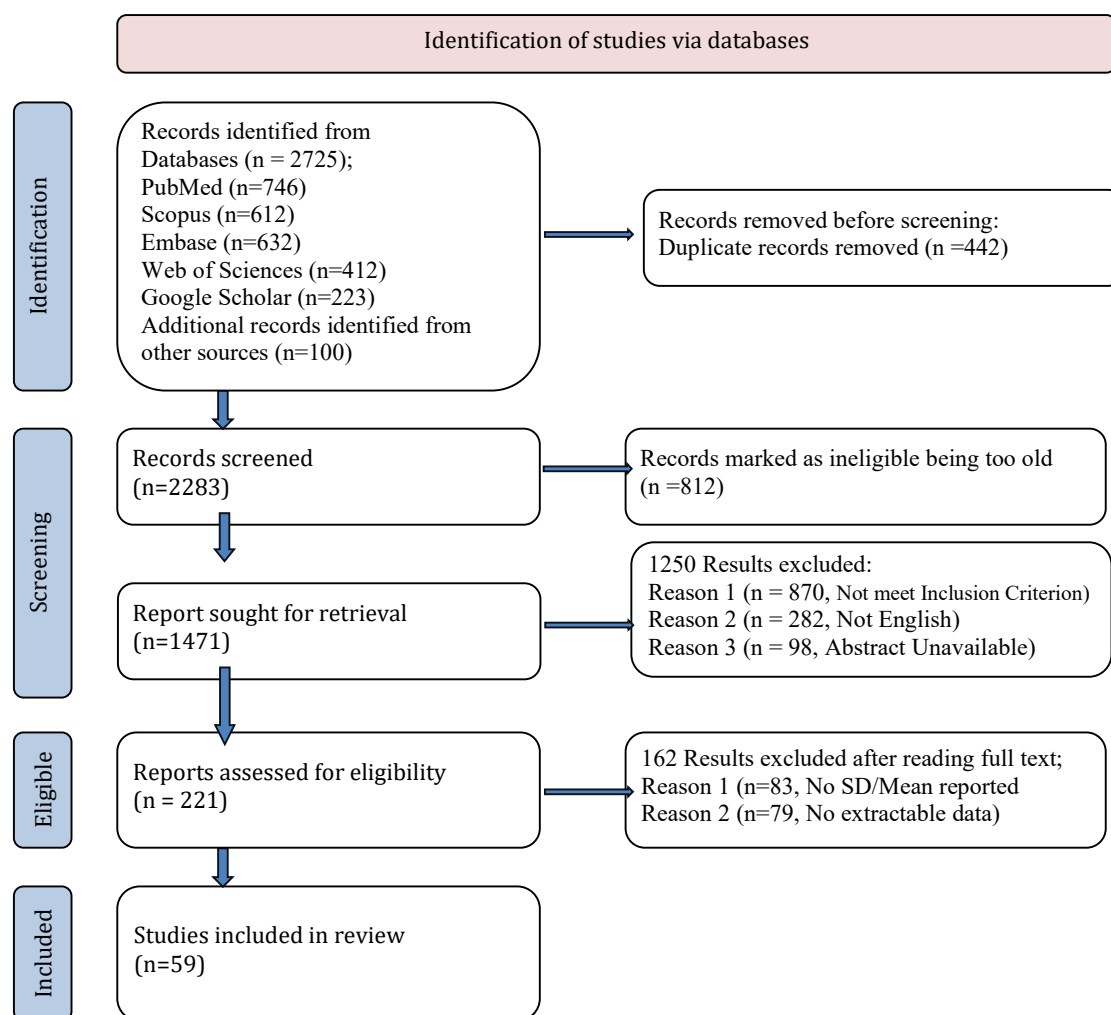 Identification of studies via databases
Identification
Records identified from
Databases (n = 2725);
PubMed (n=746)
Scopus (n=612)
Embase (n=632)
Web of Sciences (n=412)
Google Scholar (n=223)
Additional records identified from
other sources (n=100)
Records removed before screening:
Duplicate records removed (n =442)
Screening
Records screened
(n=2283)
Records marked as ineligible being too old
(n =812)
Report sought for retrieval
(n=1471)
1250 Results excluded:
Reason 1 (n = 870, Not meet Inclusion Criterion)
Reason 2 (n = 282, Not English)
Reason 3 (n = 98, Abstract Unavailable)
Eligible
Reports assessed for eligibility
(n = 221)
162 Results excluded after reading full text;
Reason 1 (n=83, No SD/Mean reported
Reason 2 (n=79, No extractable data)
Included
Studies included in review
(n=59)